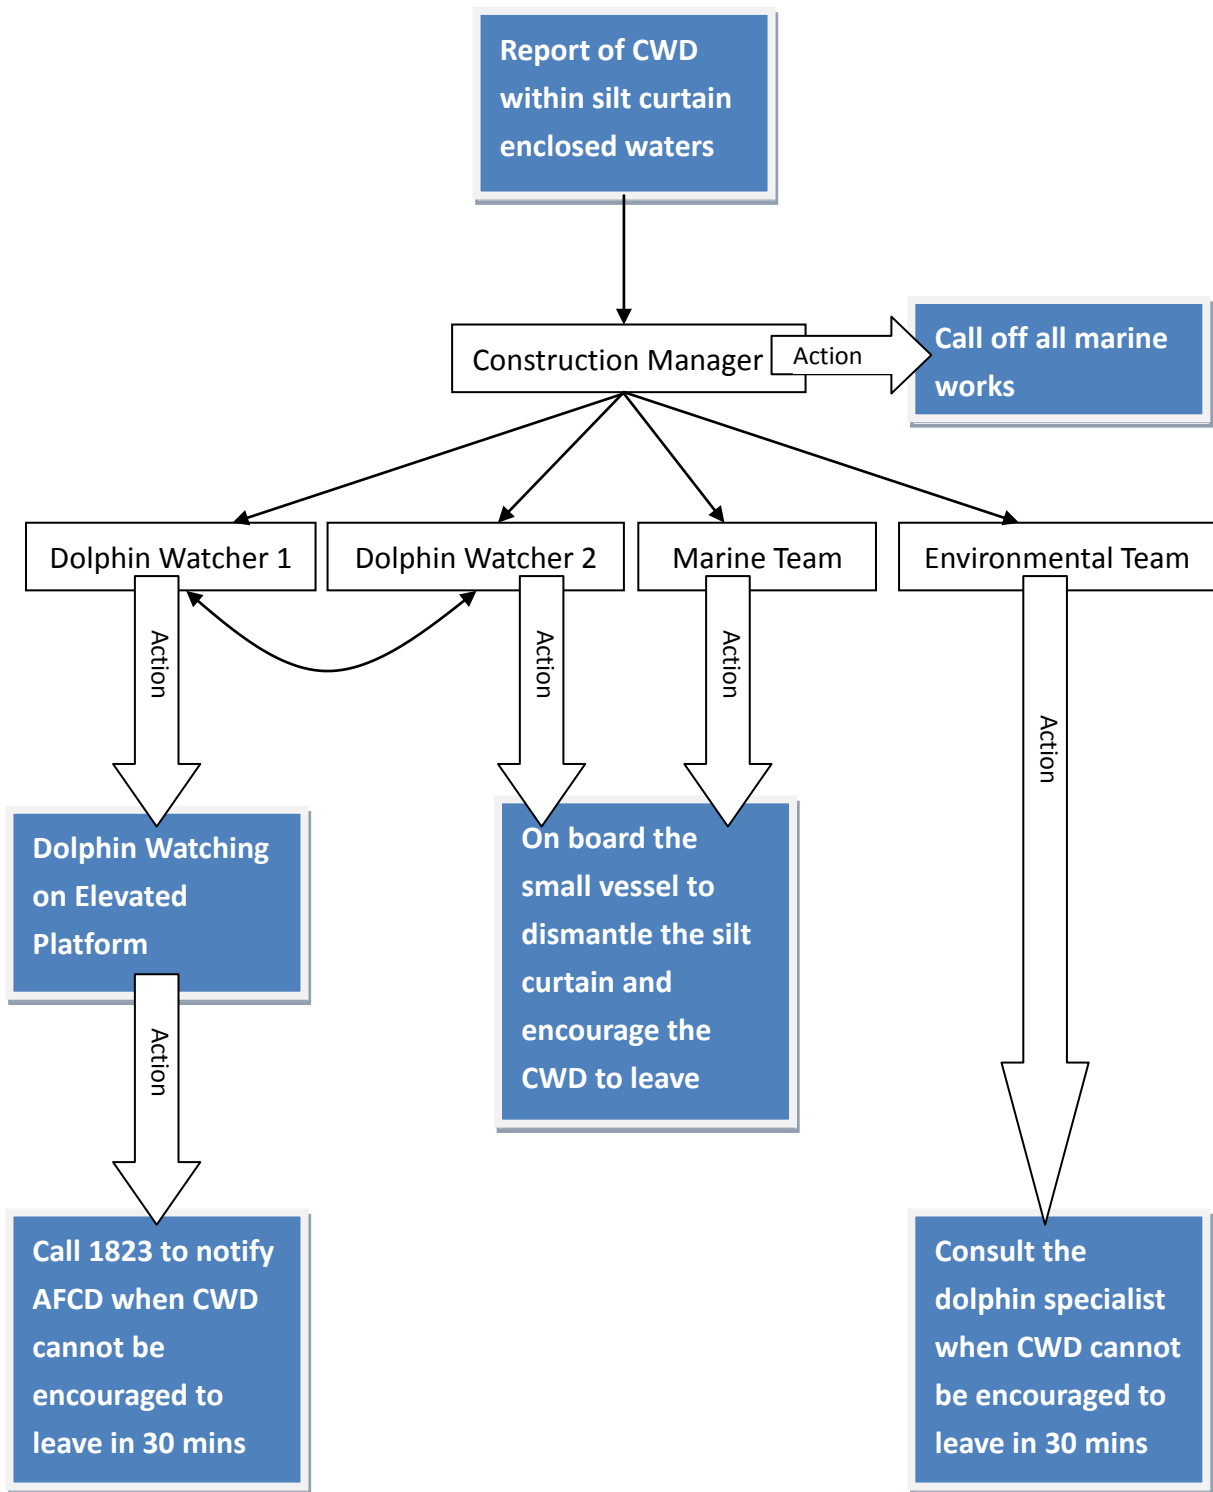 Report of CWD
within silt curtain
enclosed waters
Construction Manager
Action
Call off all marine
works
Dolphin Watcher 1
Dolphin Watcher 2
Marine Team
Environmental Team
Action
Action
Action
Action
Dolphin Watching
on Elevated
Platform
On board the
small vessel to
dismantle the silt
curtain and
encourage the
CWD to leave
Action
Call 1823 to notify
AFCD when CWD
cannot be
encouraged to
leave in 30 mins
Consult the
dolphin specialist
when CWD cannot
be encouraged to
leave in 30 mins